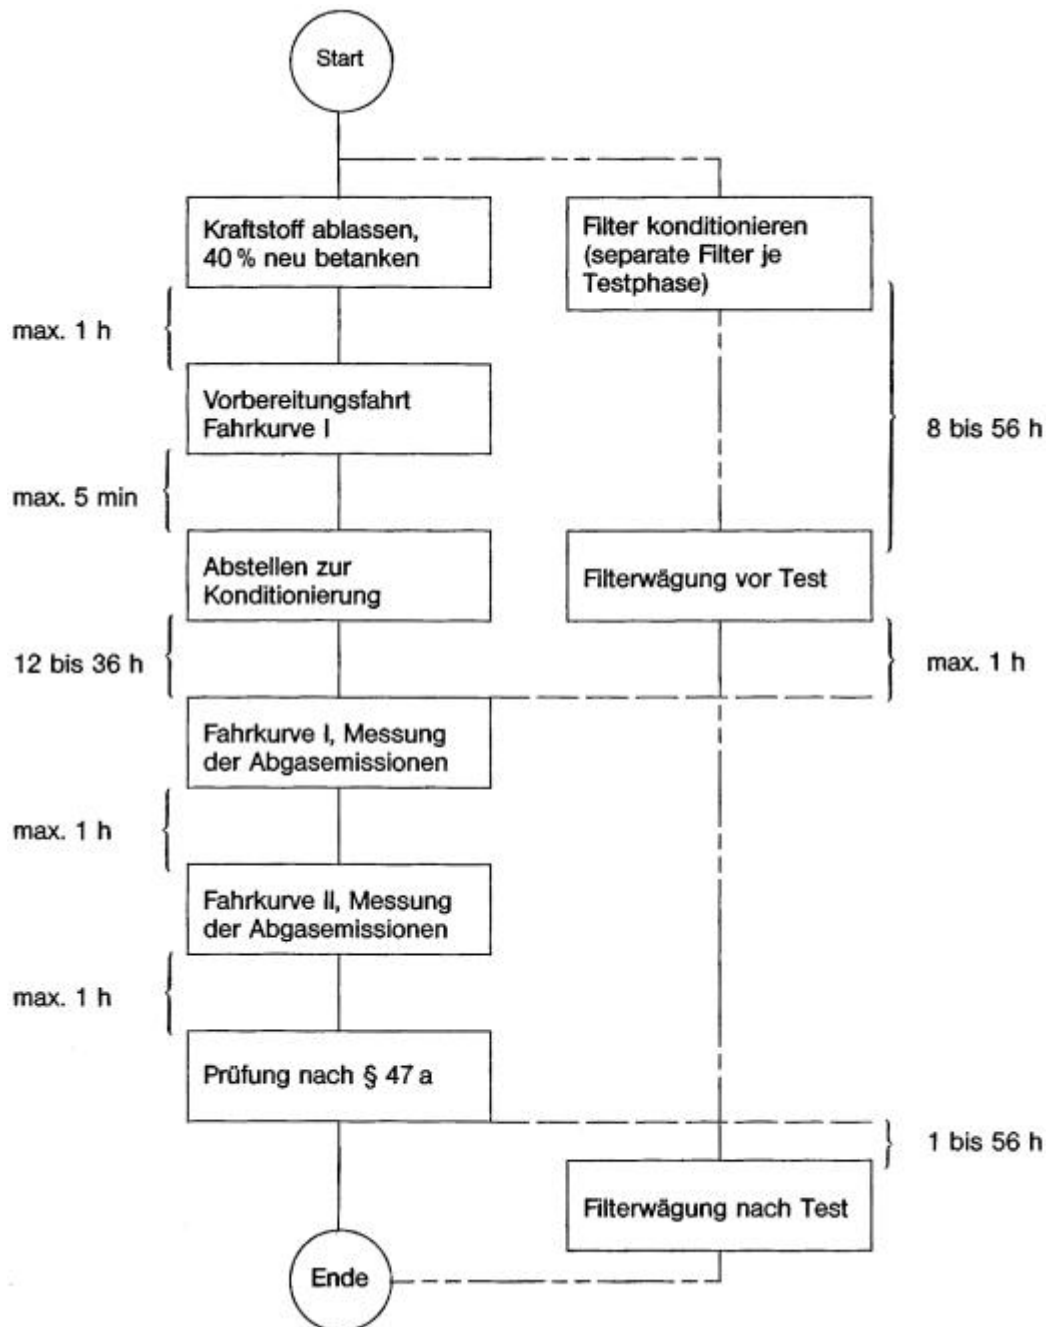 Start
Kraftstoff ablassen,
40 % neu betanken
Filter konditionieren
(separate Filter je
Testphase)
max. 1 h
Vorbereitungsfahrt
Fahrkurve I
8 bis 56 h
max. 5 min
Abstellen zur
Konditionierung
Filterwägung vor Test
12 bis 36 h
max. 1 h
Fahrkurve I, Messung
der Abgasemissionen
max. 1 h
Fahrkurve II, Messung
der Abgasemissionen
max. 1 h
Prüfung nach § 47 a
1 bis 56 h
Filterwägung nach Test
Ende